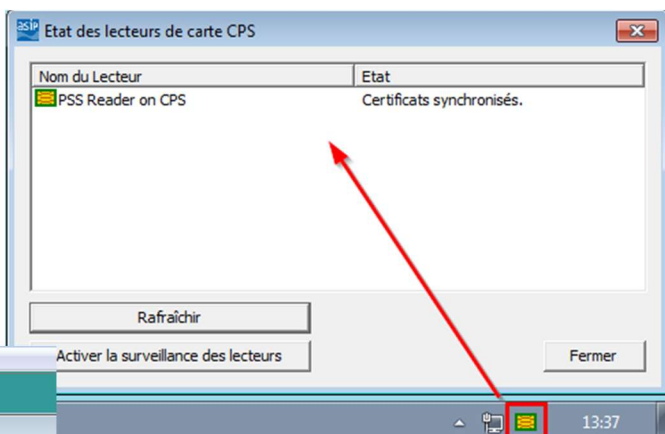 asip Etat des lecteurs de carte CPS
Nom du Lecteur Etat
PSS Reader on CPS Certificats synchronisés.
Rafraîchir
Activer la surveillance des lecteurs Fermer
13:37